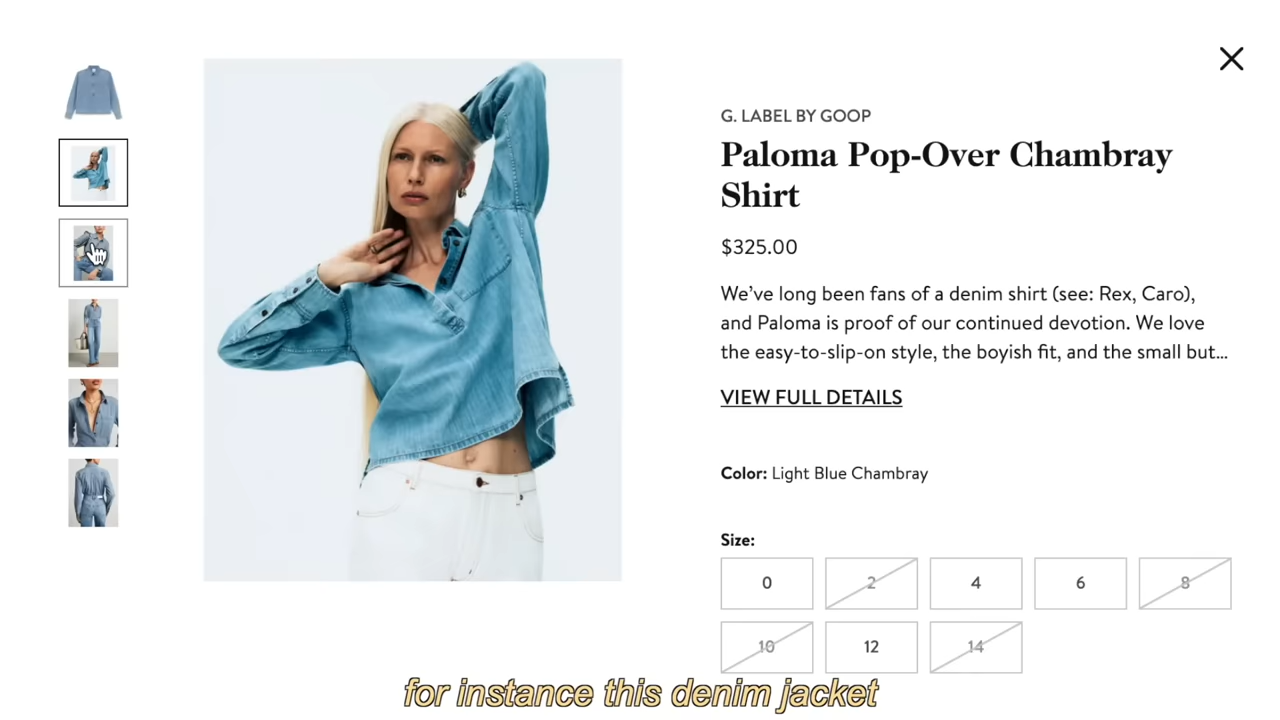 G. LABEL BY GOOP
Paloma Pop-Over Chambray
Shirt
$325.00
We’ve long been fans of a denim shirt (see: Rex, Caro),
and Paloma is proof of our continued devotion. We love
the easy-to-slip-on style, the boyish fit, and the small but...
VIEW FULL DETAILS
Color: Light Blue Chambray
Size:
0 2 4 6 8
10 12 14
for instance this denim jacket